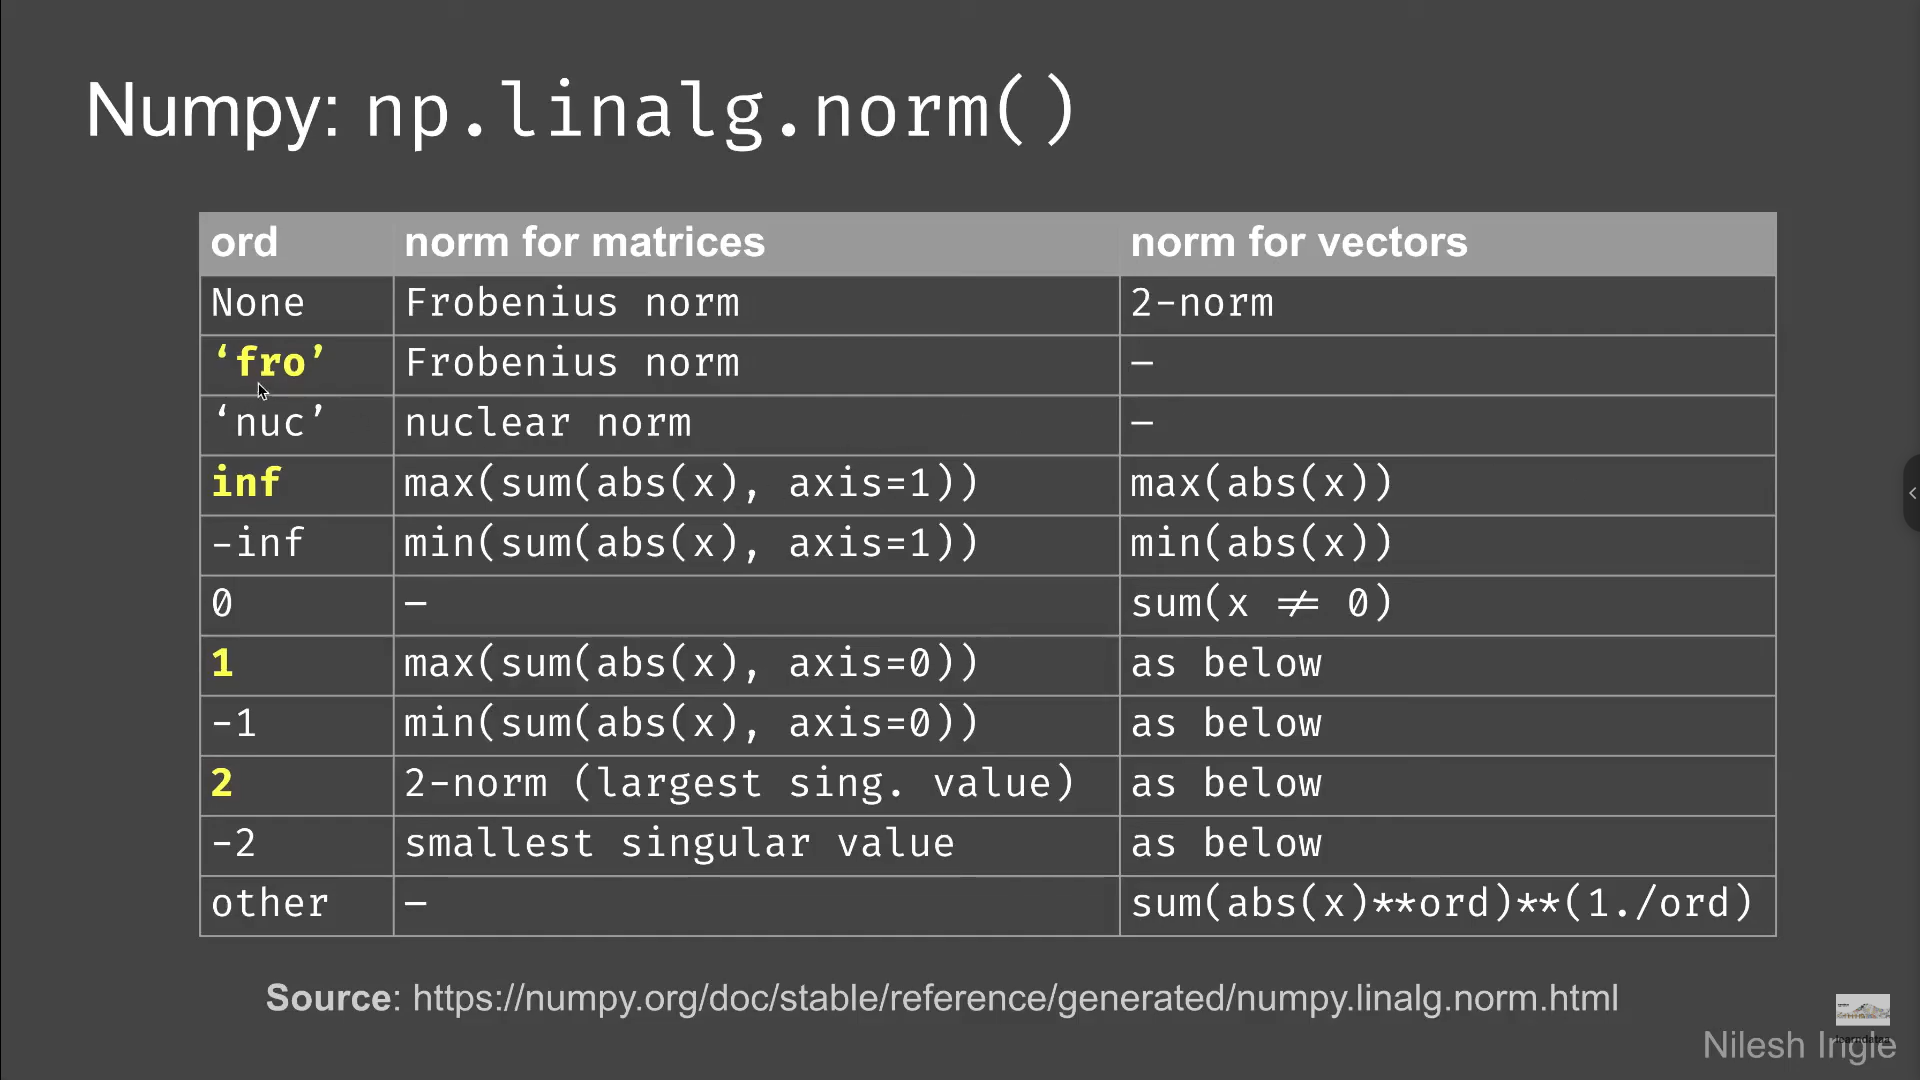 Numpy: np.linalg.norm()
ord norm for matrices norm for vectors
None Frobenius norm 2-norm
‘fro’ Frobenius norm –
‘nuc’ nuclear norm –
inf max(sum(abs(x), axis=1)) max(abs(x))
-inf min(sum(abs(x), axis=1)) min(abs(x))
0 – sum(x ≠ 0)
1 max(sum(abs(x), axis=0)) as below
-1 min(sum(abs(x), axis=0)) as below
2 2-norm (largest sing. value) as below
-2 smallest singular value as below
other – sum(abs(x)**ord)**(1./ord)
Source: https://numpy.org/doc/stable/reference/generated/numpy.linalg.norm.html
Nilesh Ingle